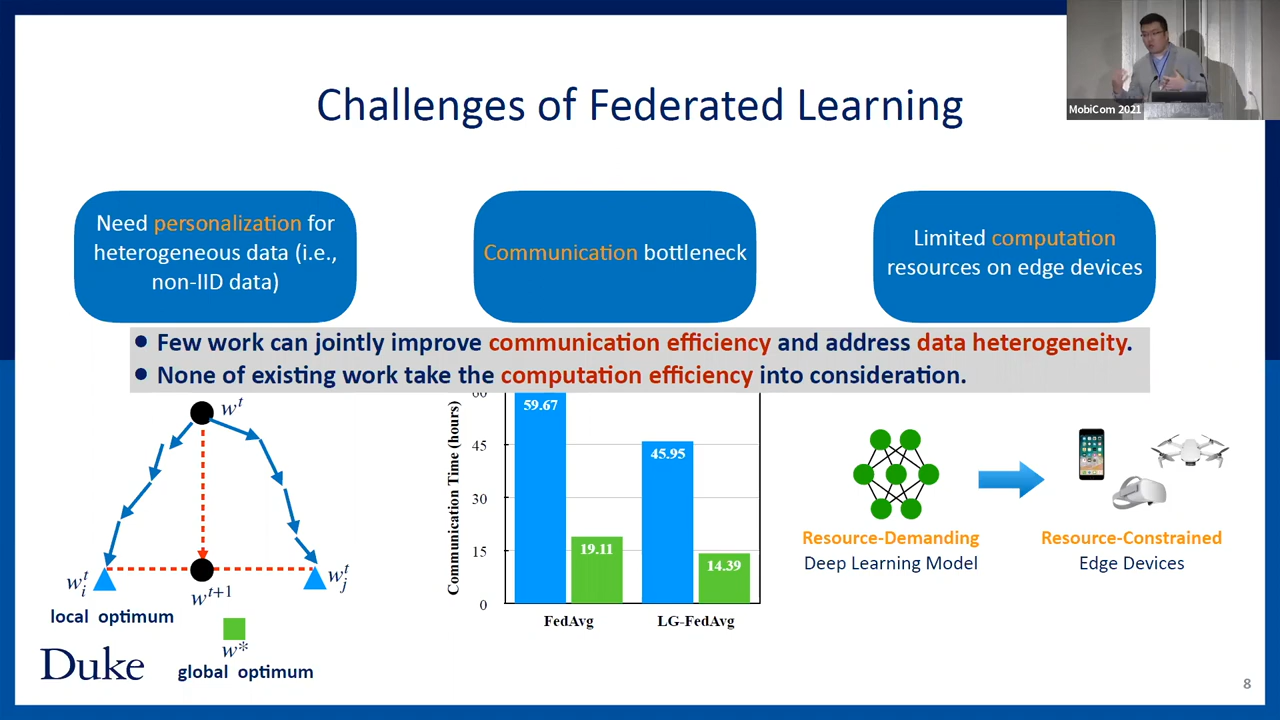 MobiCom 2021
Challenges of Federated Learning
Need personalization for
heterogeneous data (i.e.,
non-IID data)
Communication bottleneck
Limited computation
resources on edge devices
• Few work can jointly improve communication efficiency and address data heterogeneity.
• None of existing work take the computation efficiency into consideration.
w^t
w_i^t
w^{t+1}
w_j^t
local optimum
w*
global optimum
Communication Time (hours)
60
45
30
15
0
59.67
19.11
45.95
14.39
FedAvg
LG-FedAvg
Resource-Demanding
Deep Learning Model
Resource-Constrained
Edge Devices
Duke
8